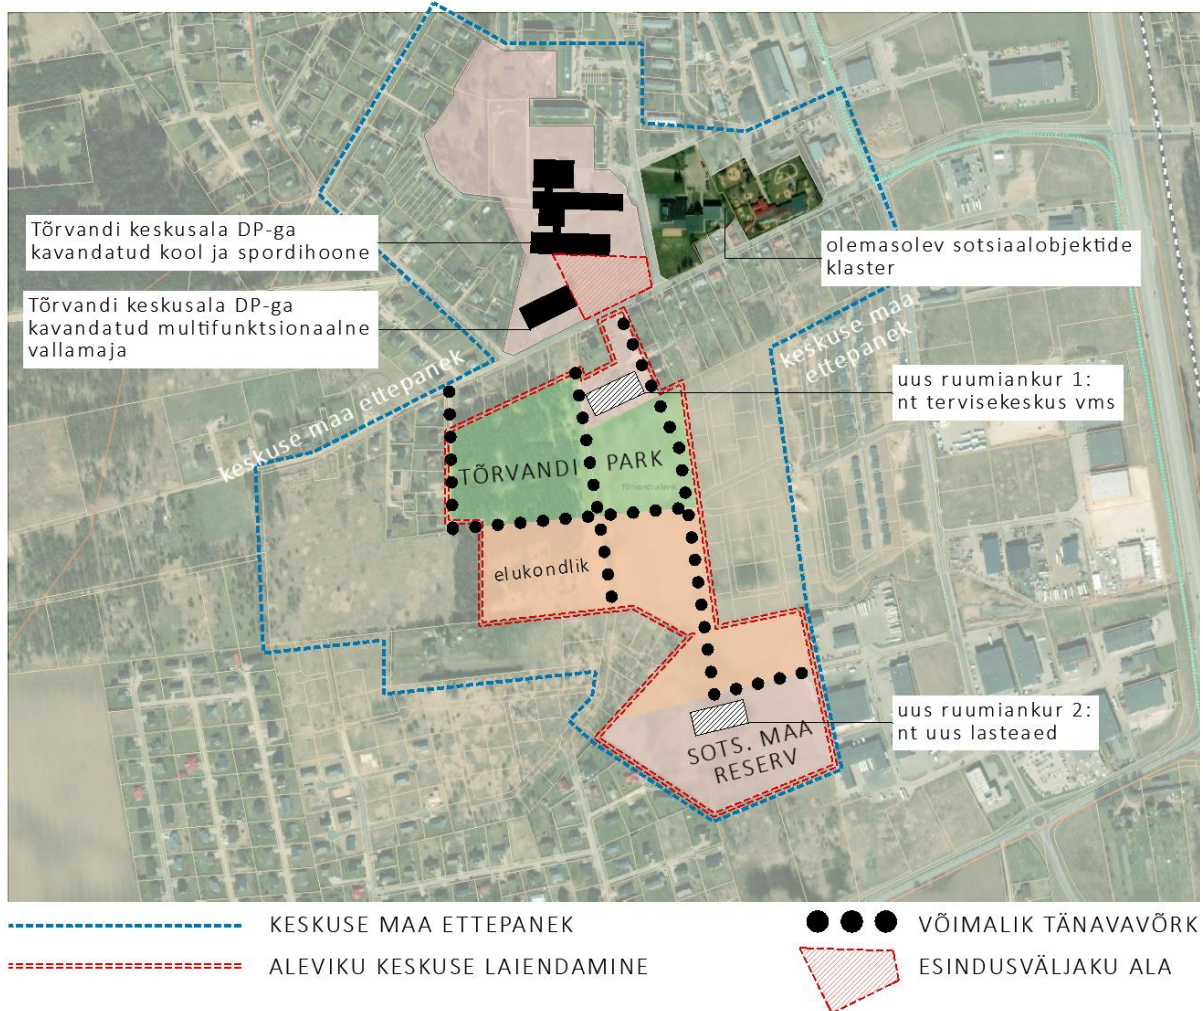 Tõrvandi keskusala DP-ga
kavandatud kool ja spordihoone
Tõrvandi keskusala DP-ga
kavandatud multifunktsionaalne
vallamaja
olemasolev sotsiaalobjektide
klaster
keskuse maa ettepanek
keskuse maa
ettepanek
uus ruumiankur 1:
nt tervisekeskus vms
TÕRVANDI PARK
Tõrvandi alevik
elukondlik
uus ruumiankur 2:
nt uus lasteaed
SOTS. MAA
RESERV
KESKUSE MAA ETTEPANEK
ALEVIKU KESKUSE LAIENDAMINE
VÕIMALIK TÄNAVAVÕRK
ESINDUSVÄLJAKU ALA